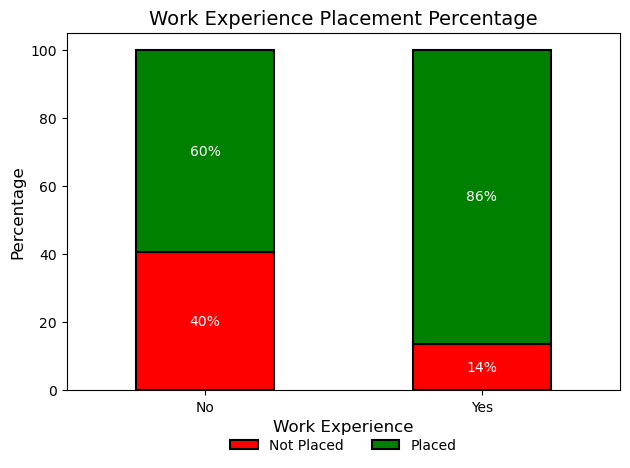 Work Experience Placement Percentage
100
80
60
40
20
0
Percentage
60%
40%
86%
14%
No Yes
Work Experience
Not Placed Placed